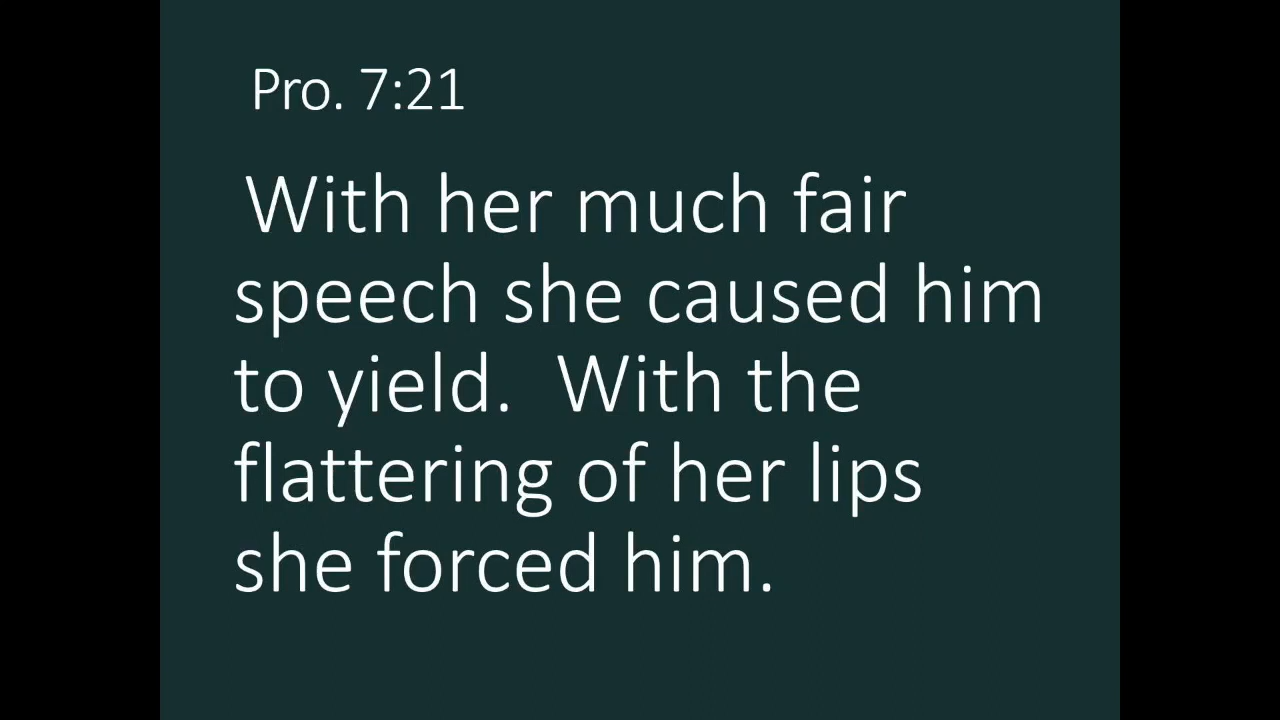 Pro. 7:21
With her much fair
speech she caused him
to yield.  With the
flattering of her lips
she forced him.